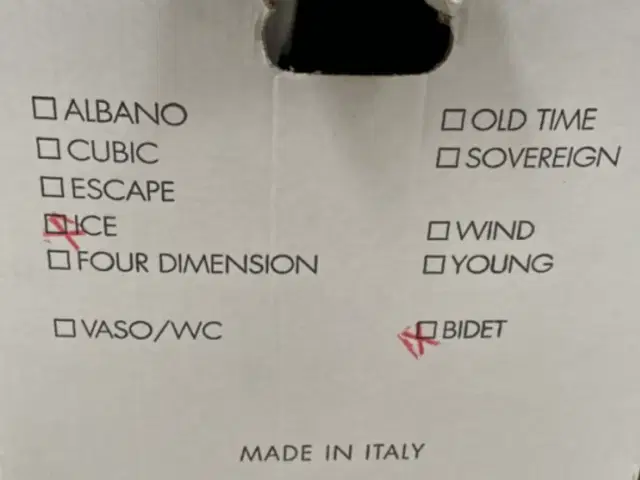 ALBANO
CUBIC
ESCAPE
ICE
FOUR DIMENSION
OLD TIME
SOVEREIGN
WIND
YOUNG
VASO/WC
BIDET
MADE IN ITALY